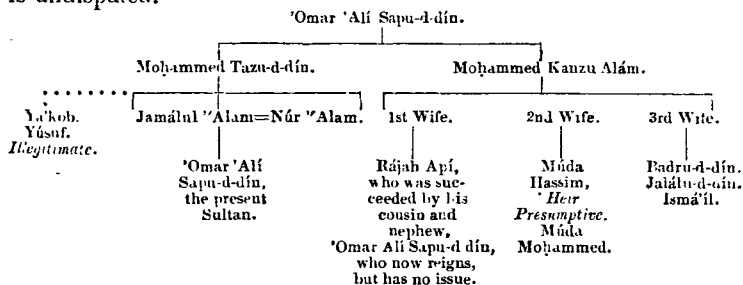 is undisputed.
'Omar 'Alí Sapu-d-dín.
Mohammed Tazu-d-dín. Mohammed Kanzu Alám.
Ya'kob.
Yúsuf.
Illegitimate.
Jamálul "Alam=Núr "Alam.
'Omar 'Alí
Sapu-d-dín,
the present
Sultan.
1st Wife.
Rájah Apí,
who was suc-
ceeded by his
cousin and
nephew,
'Omar Alí Sapu-d dín,
who now reigns,
but has no issue.
2nd Wife.
Múda
Hassim,
Heir
Presumptive.
Múda
Mohammed.
3rd Wife.
Badru-d-dín.
Jalálu-d-dín.
Ismá'íl.